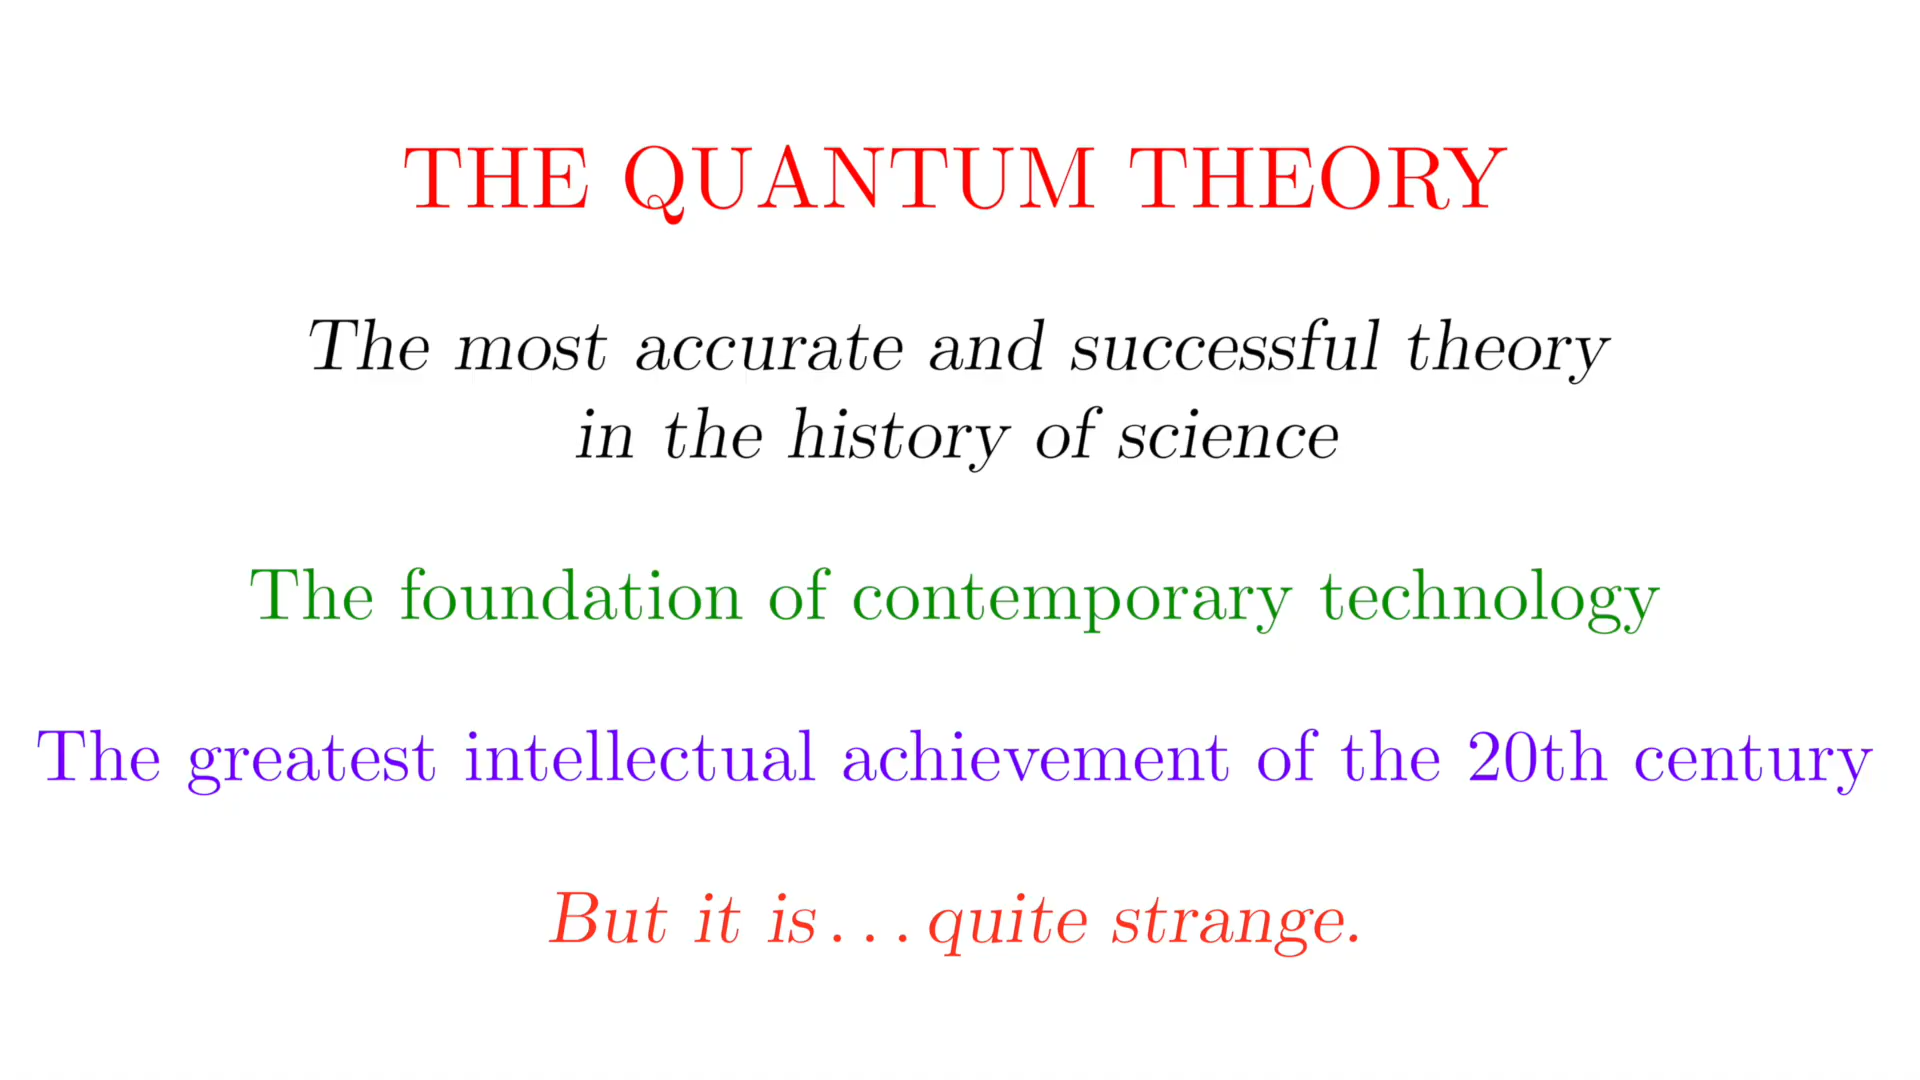 THE QUANTUM THEORY
The most accurate and successful theory
in the history of science
The foundation of contemporary technology
The greatest intellectual achievement of the 20th century
But it is...quite strange.